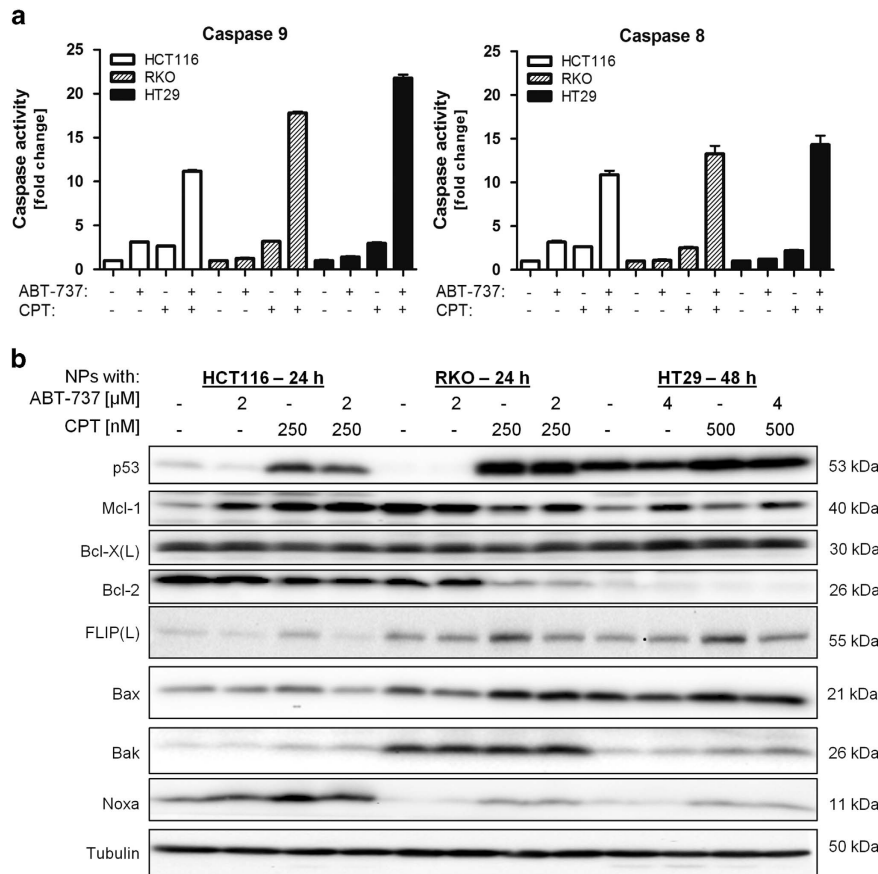 a
Caspase 9
Caspase activity
[fold change]
25
20
15
10
5
0
HCT116
RKO
HT29
ABT-737: - + - + - + - + - + - +
CPT: - - + + - - + + - - + +
Caspase 8
Caspase activity
[fold change]
25
20
15
10
5
0
HCT116
RKO
HT29
- + - + - + - + - + - +
- - + + - - + + - - + +
b
NPs with: HCT116 – 24 h RKO – 24 h HT29 – 48 h
ABT-737 [µM] - 2 - 2 - 2 - 2 - 4 - 4
CPT [nM] - - 250 250 - - 250 250 - - 500 500
p53 53 kDa
Mcl-1 40 kDa
Bcl-X(L) 30 kDa
Bcl-2 26 kDa
FLIP(L) 55 kDa
Bax 21 kDa
Bak 26 kDa
Noxa 11 kDa
Tubulin 50 kDa